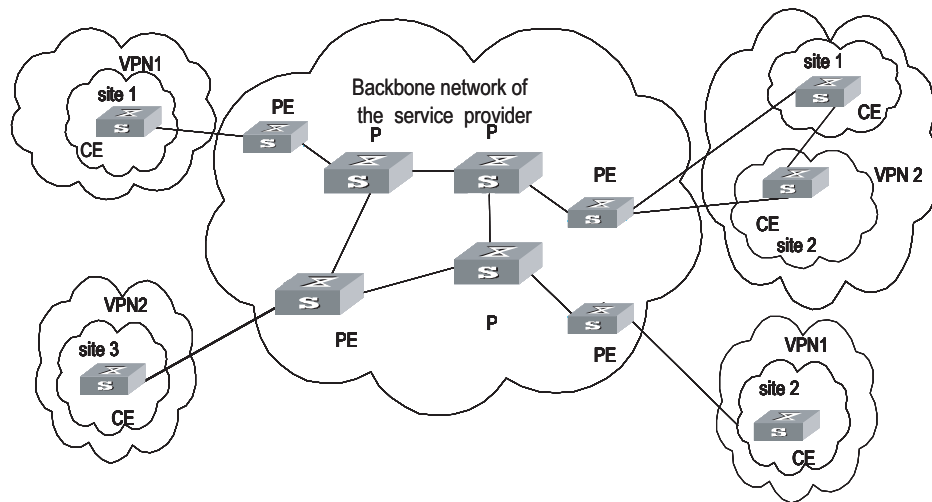 VPN1
site 1
CE
PE
Backbone network of
the service provider
P
P
PE
site 1
CE
VPN 2
CE
site 2
VPN2
site 3
CE
PE
P
PE
VPN1
site 2
CE
S
S
S
S
S
S
S
S
S
S
S
S